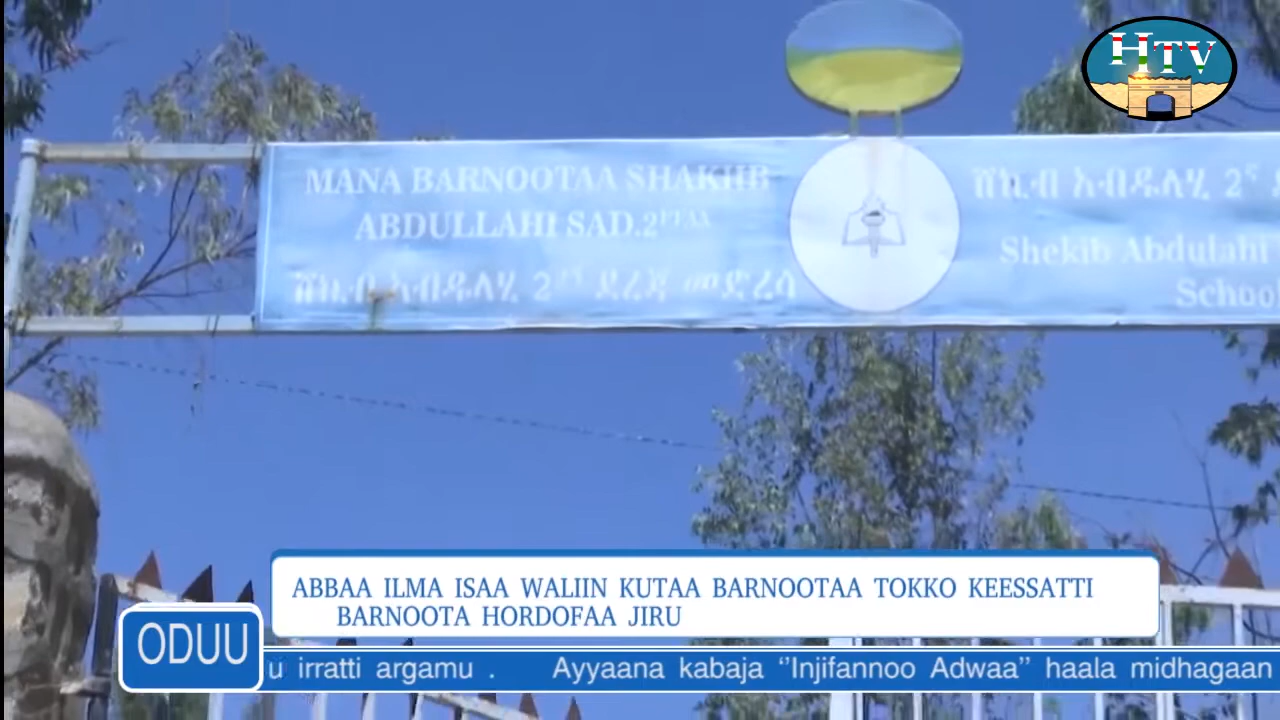 HTV
MANA BARNOOTAA SHAKIIB
ABDULLAHI SAD.2FFAA
ሸኪብ አብዱላሂ 2ኛ ደረጃ መድረሳ
ሸኪብ አብዱላሂ 2ኛ
Shekib Abdulahi
School
ABBAA ILMA ISAA WALIIN KUTAA BARNOOTAA TOKKO KEESSATTI
BARNOOTA HORDOFAA JIRU
ODUU
irratti argamu . Ayyaana kabaja ‘’Injifannoo Adwaa’’ haala midhagaan